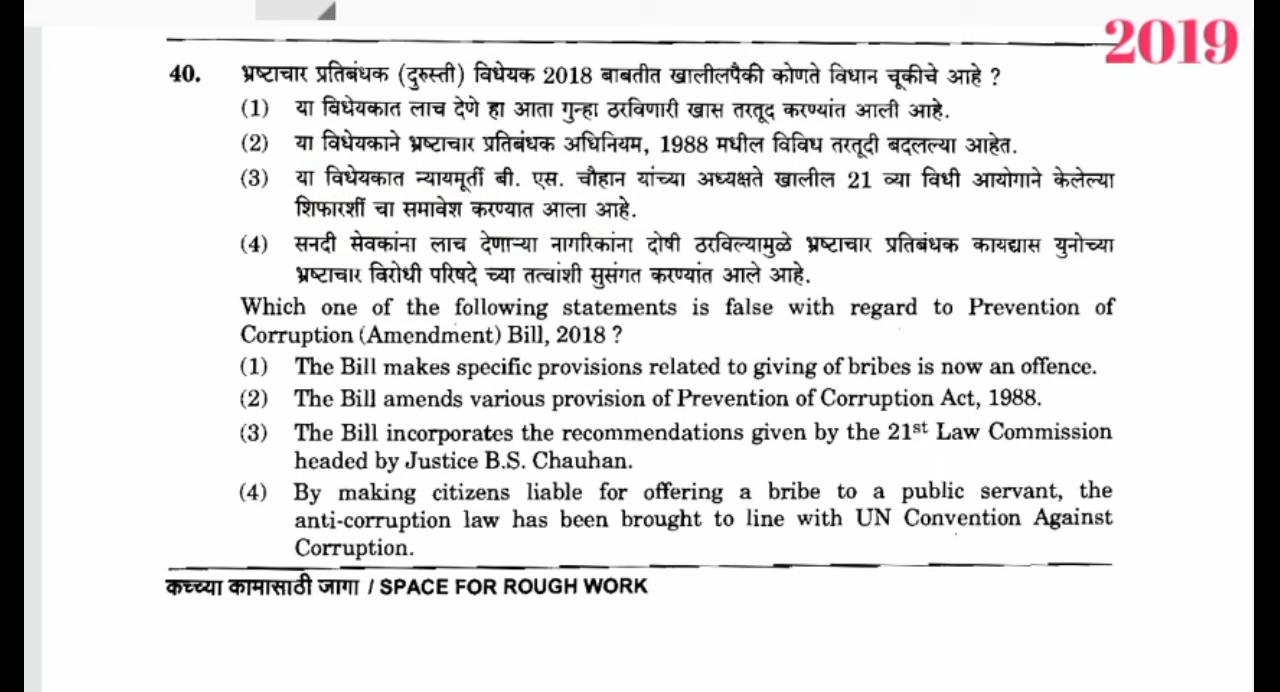 2019
40. भ्रष्टाचार प्रतिबंधक (दुरुस्ती) विधेयक 2018 बाबतीत खालीलपैकी कोणते विधान चूकीचे आहे ?
(1) या विधेयकात लाच देणे हा आता गुन्हा ठरविणारी खास तरतूद करण्यांत आली आहे.
(2) या विधेयकाने भ्रष्टाचार प्रतिबंधक अधिनियम, 1988 मधील विविध तरतूदी बदलल्या आहेत.
(3) या विधेयकात न्यायमूर्ती बी. एस. चौहान यांच्या अध्यक्षते खालील 21 व्या विधी आयोगाने केलेल्या
शिफारशीं चा समावेश करण्यात आला आहे.
(4) सनदी सेवकांना लाच देणाऱ्या नागरिकांना दोषी ठरविल्यामुळे भ्रष्टाचार प्रतिबंधक कायद्यास युनोच्या
भ्रष्टाचार विरोधी परिषदे च्या तत्वांशी सुसंगत करण्यांत आले आहे.
Which one of the following statements is false with regard to Prevention of
Corruption (Amendment) Bill, 2018 ?
(1) The Bill makes specific provisions related to giving of bribes is now an offence.
(2) The Bill amends various provision of Prevention of Corruption Act, 1988.
(3) The Bill incorporates the recommendations given by the 21st Law Commission
headed by Justice B.S. Chauhan.
(4) By making citizens liable for offering a bribe to a public servant, the
anti-corruption law has been brought to line with UN Convention Against
Corruption.
कच्च्या कामासाठी जागा / SPACE FOR ROUGH WORK